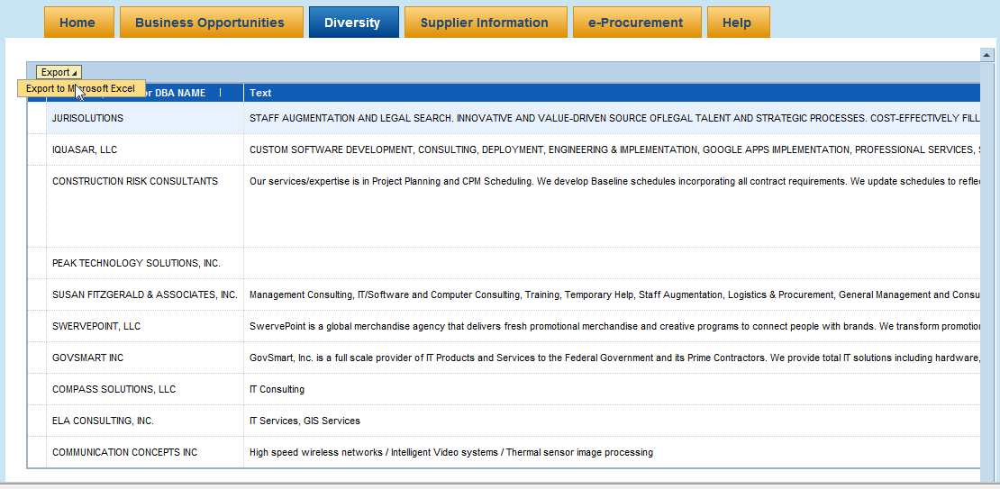 Home Business Opportunities Diversity Supplier Information e-Procurement Help
Export
Export to Microsoft Excel
or DBA NAME Text
JURISOLUTIONS STAFF AUGMENTATION AND LEGAL SEARCH. INNOVATIVE AND VALUE-DRIVEN SOURCE OFLEGAL TALENT AND STRATEGIC PROCESSES. COST-EFFECTIVELY FILL
IQUASAR, LLC CUSTOM SOFTWARE DEVELOPMENT, CONSULTING, DEPLOYMENT, ENGINEERING & IMPLEMENTATION, GOOGLE APPS IMPLEMENTATION, PROFESSIONAL SERVICES,
CONSTRUCTION RISK CONSULTANTS Our services/expertise is in Project Planning and CPM Scheduling. We develop Baseline schedules incorporating all contract requirements. We update schedules to refle
PEAK TECHNOLOGY SOLUTIONS, INC.
SUSAN FITZGERALD & ASSOCIATES, INC. Management Consulting, IT/Software and Computer Consulting, Training, Temporary Help, Staff Augmentation, Logistics & Procurement, General Management and Consu
SWERVEPOINT, LLC SwervePoint is a global merchandise agency that delivers fresh promotional merchandise and creative programs to connect people with brands. We transform promotio
GOVSMART INC GovSmart, Inc. is a full scale provider of IT Products and Services to the Federal Government and its Prime Contractors. We provide total IT solutions including hardware,
COMPASS SOLUTIONS, LLC IT Consulting
ELA CONSULTING, INC. IT Services, GIS Services
COMMUNICATION CONCEPTS INC High speed wireless networks / Intelligent Video systems / Thermal sensor image processing